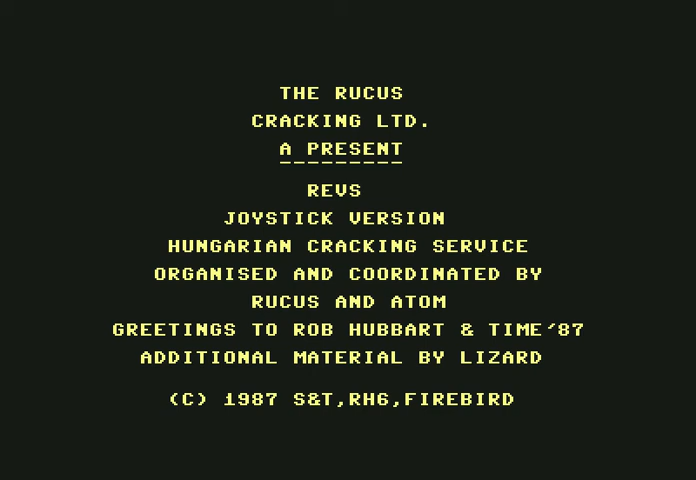 THE RUCUS
CRACKING LTD.
A PRESENT
---------
REVS
JOYSTICK VERSION
HUNGARIAN CRACKING SERVICE
ORGANISED AND COORDINATED BY
RUCUS AND ATOM
GREETINGS TO ROB HUBBART & TIME'87
ADDITIONAL MATERIAL BY LIZARD
(C) 1987 S&T,RH6,FIREBIRD